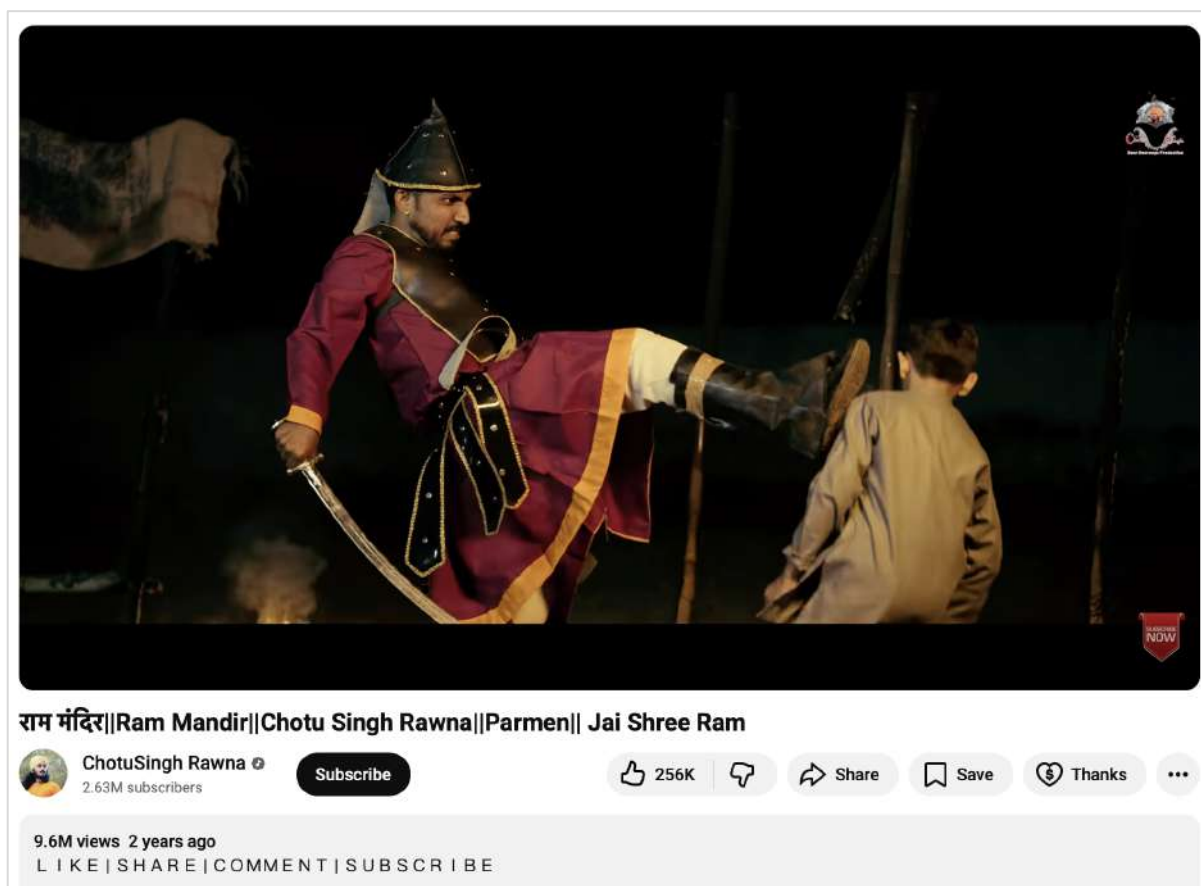 SUBSCRIBE
NOW
राम मंदिर||Ram Mandir||Chotu Singh Rawna||Parmen|| Jai Shree Ram
ChotuSingh Rawna
2.63M subscribers
Subscribe
256K
Share
Save
Thanks
9.6M views 2 years ago
L I K E | S H A R E | C O M M E N T | S U B S C R I B E